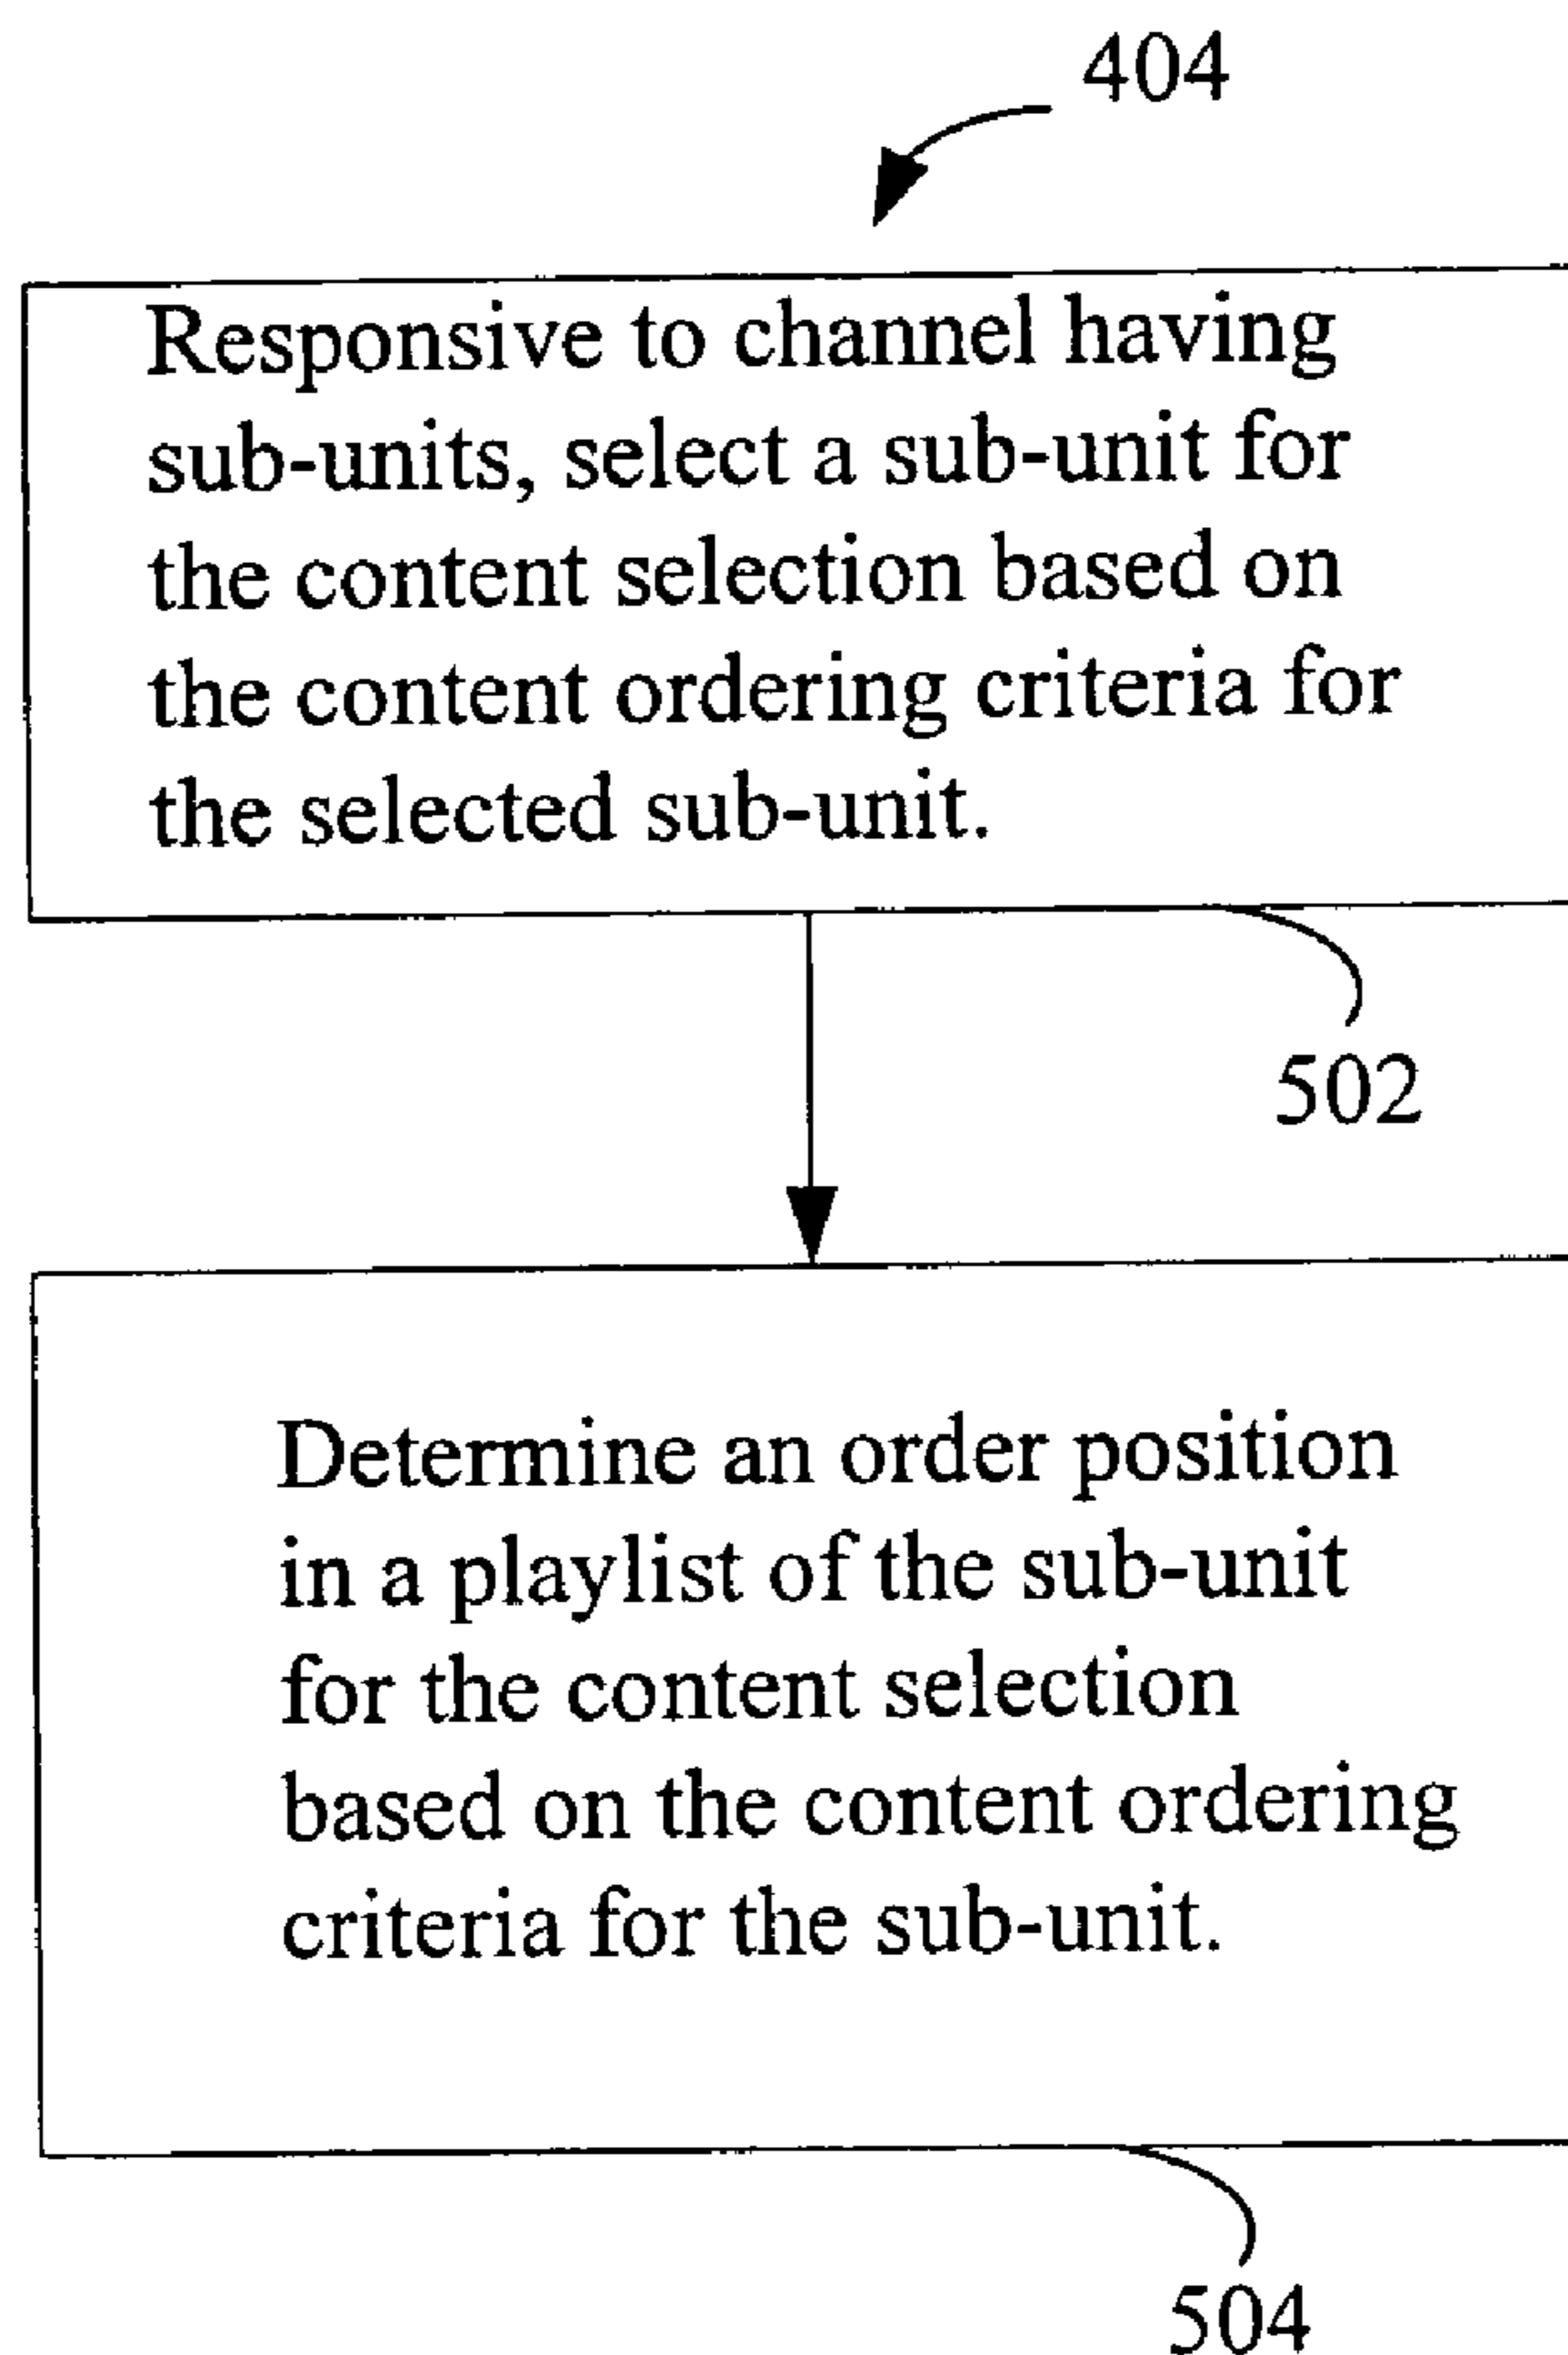 404
Responsive to channel having
sub-units, select a sub-unit for
the content selection based on
the content ordering criteria for
the selected sub-unit.
502
Determine an order position
in a playlist of the sub-unit
for the content selection
based on the content ordering
criteria for the sub-unit.
504